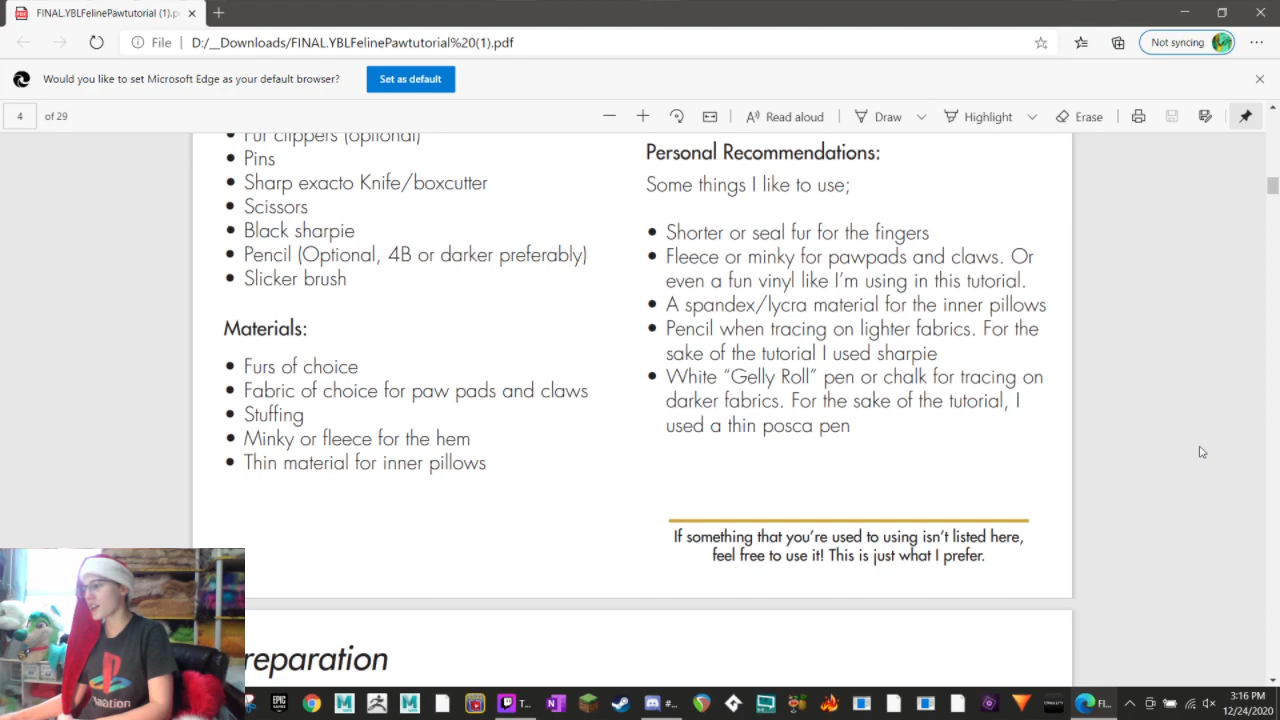 FINAL.YBLFelinePawtutorial (1).p
File
D:/__Downloads/FINAL.YBLFelinePawtutorial%20(1).pdf
Not syncing
Would you like to set Microsoft Edge as your default browser?
Set as default
4
of 29
Read aloud
Draw
Highlight
Erase
Fur clippers (optional)
Pins
Sharp exacto Knife/boxcutter
Scissors
Black sharpie
Pencil (Optional, 4B or darker preferably)
Slicker brush
Materials:
Furs of choice
Fabric of choice for paw pads and claws
Stuffing
Minky or fleece for the hem
Thin material for inner pillows
Personal Recommendations:
Some things I like to use;
Shorter or seal fur for the fingers
Fleece or minky for pawpads and claws. Or
even a fun vinyl like I'm using in this tutorial.
A spandex/lycra material for the inner pillows
Pencil when tracing on lighter fabrics. For the
sake of the tutorial I used sharpie
White “Gelly Roll” pen or chalk for tracing on
darker fabrics. For the sake of the tutorial, I
used a thin posca pen
If something that you're used to using isn't listed here,
feel free to use it! This is just what I prefer.
reparation
EPIC
GAMES
T...
#...
FI...
3:16 PM
12/24/2020